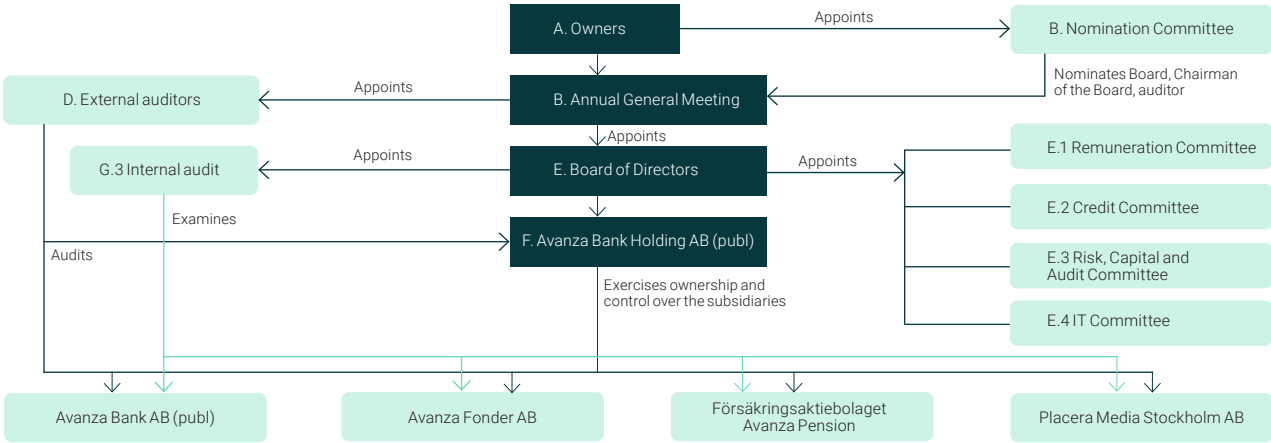 A. Owners
Appoints
B. Nomination Committee
Nominates Board, Chairman
of the Board, auditor
D. External auditors
Appoints
B. Annual General Meeting
Appoints
G.3 Internal audit
Appoints
E. Board of Directors
Appoints
E.1 Remuneration Committee
E.2 Credit Committee
E.3 Risk, Capital and
Audit Committee
E.4 IT Committee
Examines
Audits
F. Avanza Bank Holding AB (publ)
Exercises ownership and
control over the subsidiaries
Avanza Bank AB (publ)
Avanza Fonder AB
Försäkringsaktiebolaget
Avanza Pension
Placera Media Stockholm AB